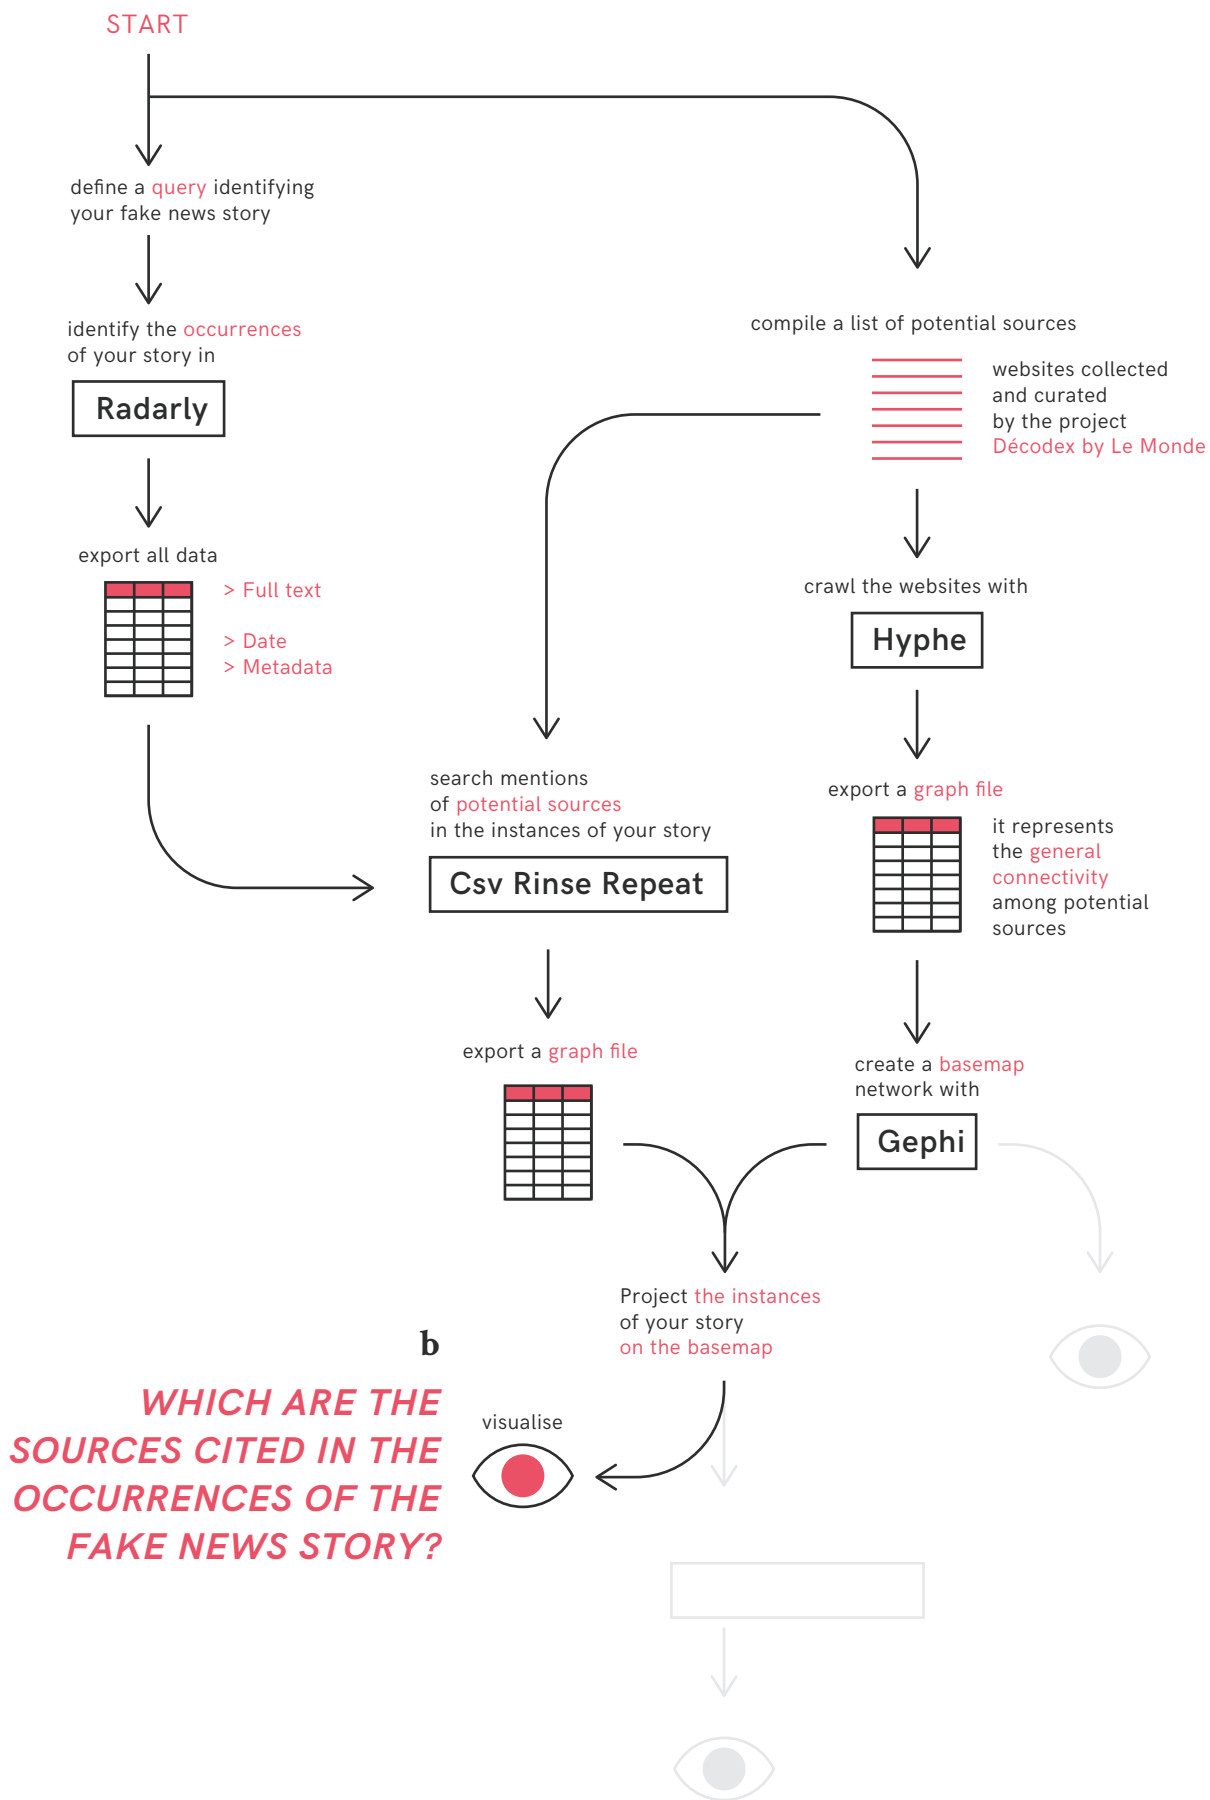 START
define a query identifying
your fake news story
identify the occurrences
of your story in
Radarly
export all data
> Full text
> Date
> Metadata
compile a list of potential sources
websites collected
and curated
by the project
Décodex by Le Monde
crawl the websites with
Hyphe
search mentions
of potential sources
in the instances of your story
Csv Rinse Repeat
export a graph file
it represents
the general
connectivity
among potential
sources
export a graph file
create a basemap
network with
Gephi
Project the instances
of your story
on the basemap
b
WHICH ARE THE
SOURCES CITED IN THE
OCCURRENCES OF THE
FAKE NEWS STORY?
visualise